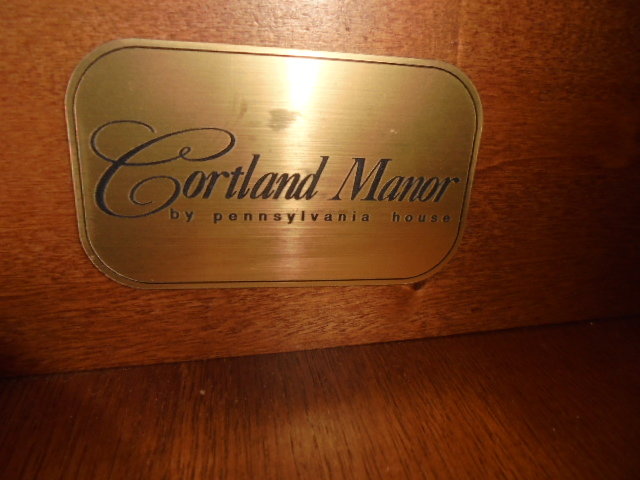 Cortland Manor
by pennsylvania house